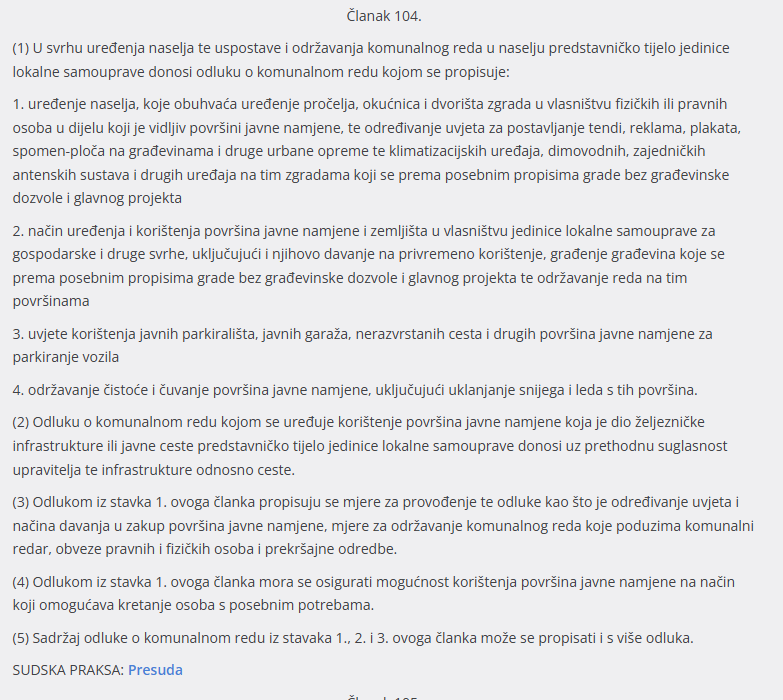 Članak 104.
(1) U svrhu uređenja naselja te uspostave i održavanja komunalnog reda u naselju predstavničko tijelo jedinice
lokalne samouprave donosi odluku o komunalnom redu kojom se propisuje:
1. uređenje naselja, koje obuhvaća uređenje pročelja, okućnica i dvorišta zgrada u vlasništvu fizičkih ili pravnih
osoba u dijelu koji je vidljiv površini javne namjene, te određivanje uvjeta za postavljanje tendi, reklama, plakata,
spomen-ploča na građevinama i druge urbane opreme te klimatizacijskih uređaja, dimovodnih, zajedničkih
antenskih sustava i drugih uređaja na tim zgradama koji se prema posebnim propisima grade bez građevinske
dozvole i glavnog projekta
2. način uređenja i korištenja površina javne namjene i zemljišta u vlasništvu jedinice lokalne samouprave za
gospodarske i druge svrhe, uključujući i njihovo davanje na privremeno korištenje, građenje građevina koje se
prema posebnim propisima grade bez građevinske dozvole i glavnog projekta te održavanje reda na tim
površinama
3. uvjete korištenja javnih parkirališta, javnih garaža, nerazvrstanih cesta i drugih površina javne namjene za
parkiranje vozila
4. održavanje čistoće i čuvanje površina javne namjene, uključujući uklanjanje snijega i leda s tih površina.
(2) Odluku o komunalnom redu kojom se uređuje korištenje površina javne namjene koja je dio željezničke
infrastrukture ili javne ceste predstavničko tijelo jedinice lokalne samouprave donosi uz prethodnu suglasnost
upravitelja te infrastrukture odnosno ceste.
(3) Odlukom iz stavka 1. ovoga članka propisuju se mjere za provođenje te odluke kao što je određivanje uvjeta i
načina davanja u zakup površina javne namjene, mjere za održavanje komunalnog reda koje poduzima komunalni
redar, obveze pravnih i fizičkih osoba i prekršajne odredbe.
(4) Odlukom iz stavka 1. ovoga članka mora se osigurati mogućnost korištenja površina javne namjene na način
koji omogućava kretanje osoba s posebnim potrebama.
(5) Sadržaj odluke o komunalnom redu iz stavaka 1., 2. i 3. ovoga članka može se propisati i s više odluka.
SUDSKA PRAKSA: Presuda